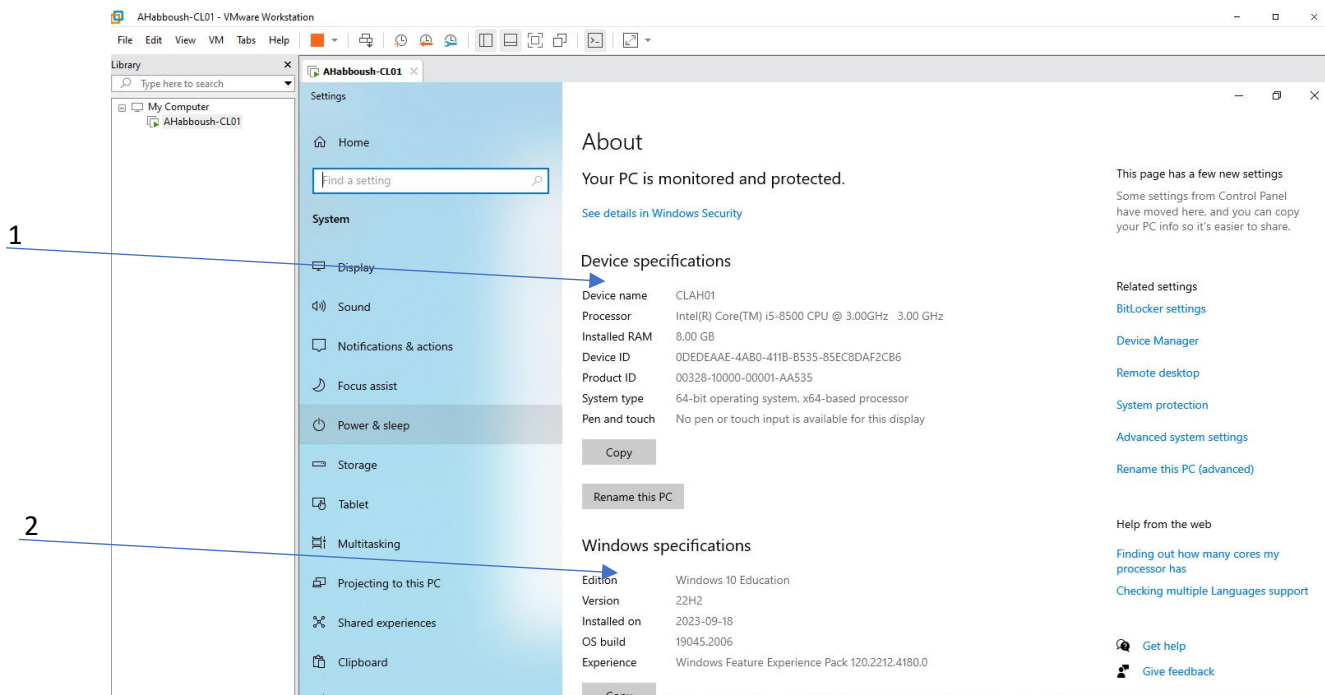 AHabboush-CL01 - VMware Workstation
File Edit View VM Tabs Help
Library
Type here to search
My Computer
AHabboush-CL01
AHabboush-CL01
Settings
Home
Find a setting
System
Display
Sound
Notifications & actions
Focus assist
Power & sleep
Storage
Tablet
Multitasking
Projecting to this PC
Shared experiences
Clipboard
1
2
About
Your PC is monitored and protected.
See details in Windows Security
Device specifications
Device name CLAH01
Processor Intel(R) Core(TM) i5-8500 CPU @ 3.00GHz 3.00 GHz
Installed RAM 8.00 GB
Device ID 0DEDEAAE-4AB0-411B-B535-85EC8DAF2CB6
Product ID 00328-10000-00001-AA535
System type 64-bit operating system, x64-based processor
Pen and touch No pen or touch input is available for this display
Copy
Rename this PC
Windows specifications
Edition Windows 10 Education
Version 22H2
Installed on 2023-09-18
OS build 19045.2006
Experience Windows Feature Experience Pack 120.2212.4180.0
Copy
This page has a few new settings
Some settings from Control Panel
have moved here, and you can copy
your PC info so it's easier to share.
Related settings
BitLocker settings
Device Manager
Remote desktop
System protection
Advanced system settings
Rename this PC (advanced)
Help from the web
Finding out how many cores my
processor has
Checking multiple Languages support
Get help
Give feedback